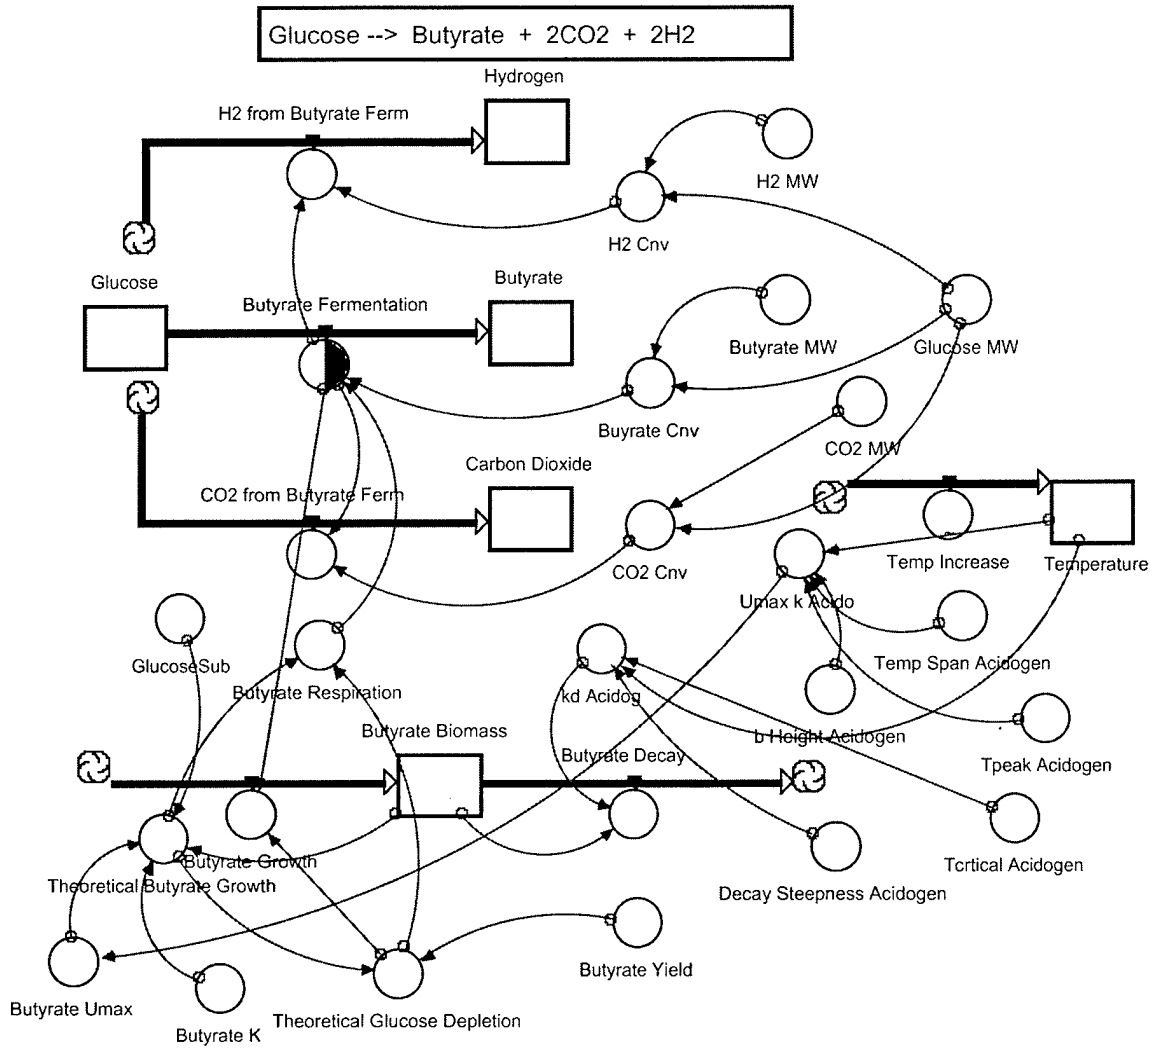 Glucose --> Butyrate + 2CO2 + 2H2
Hydrogen
H2 from Butyrate Ferm
H2 MW
H2 Cnv
Glucose
Butyrate
Butyrate Fermentation
Butyrate MW
Glucose MW
Buyrate Cnv
CO2 MW
Carbon Dioxide
CO2 from Butyrate Ferm
CO2 Cnv
Temp Increase
Temperature
Umax k Acido
GlucoseSub
Temp Span Acidogen
Butyrate Respiration
kd Acidog
Butyrate Biomass
b Height Acidogen
Butyrate Decay
Tpeak Acidogen
Butyrate Growth
Tcrtical Acidogen
Theoretical Butyrate Growth
Decay Steepness Acidogen
Butyrate Yield
Butyrate Umax
Theoretical Glucose Depletion
Butyrate K